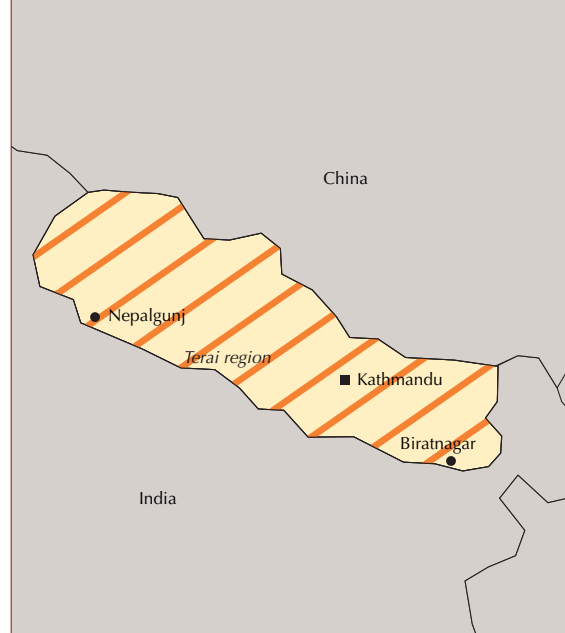 China
Nepalgunj
Terai region
Kathmandu
Biratnagar
India